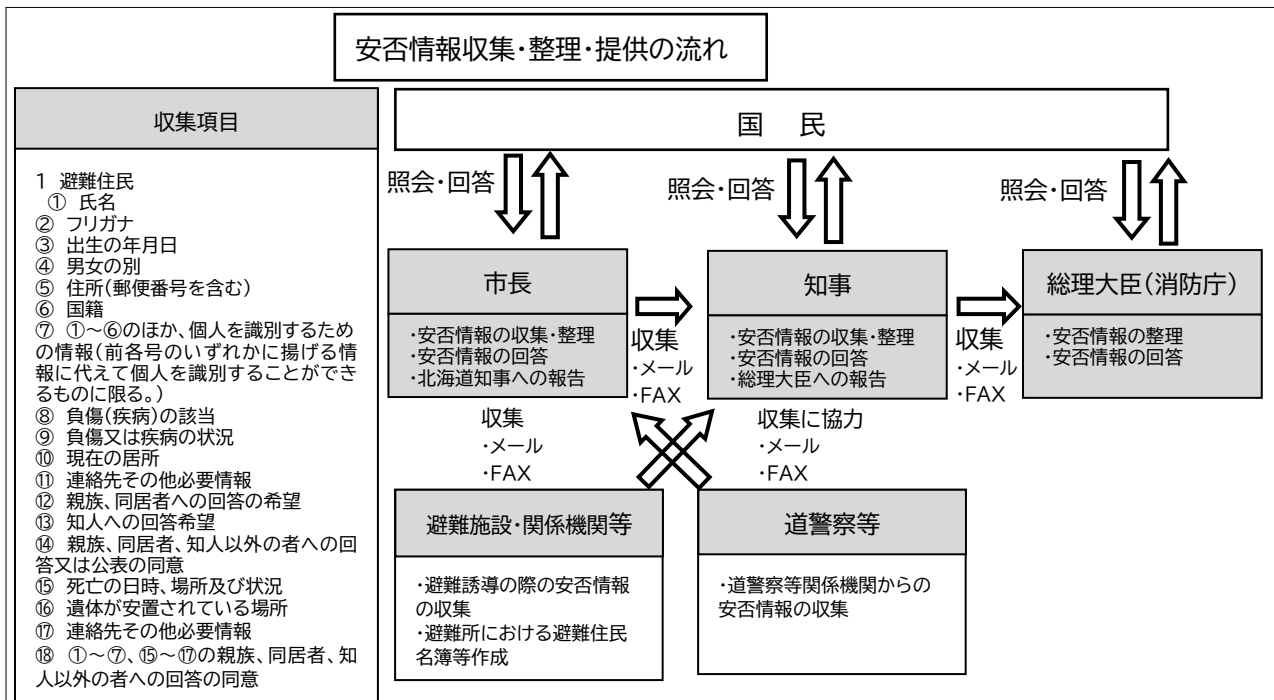 安否情報収集・整理・提供の流れ
収集項目
1 避難住民
① 氏名
② フリガナ
③ 出生の年月日
④ 男女の別
⑤ 住所(郵便番号を含む)
⑥ 国籍
⑦ ①～⑥のほか、個人を識別するため
の情報(前各号のいずれかに揚げる情
報に代えて個人を識別することができ
るものに限る。)
⑧ 負傷(疾病)の該当
⑨ 負傷又は疾病の状況
⑩ 現在の居所
⑪ 連絡先その他必要情報
⑫ 親族、同居者への回答の希望
⑬ 知人への回答希望
⑭ 親族、同居者、知人以外の者への回
答又は公表の同意
⑮ 死亡の日時、場所及び状況
⑯ 遺体が安置されている場所
⑰ 連絡先その他必要情報
⑱ ①～⑦、⑮～⑰の親族、同居者、知
人以外の者への回答の同意
国 民
照会・回答
照会・回答
照会・回答
市長
・安否情報の収集・整理
・安否情報の回答
・北海道知事への報告
収集
・メール
・FAX
知事
・安否情報の収集・整理
・安否情報の回答
・総理大臣への報告
収集
・メール
・FAX
総理大臣(消防庁)
・安否情報の整理
・安否情報の回答
収集
・メール
・FAX
収集に協力
・メール
・FAX
避難施設・関係機関等
・避難誘導の際の安否情報
の収集
・避難所における避難住民
名簿等作成
道警察等
・道警察等関係機関からの
安否情報の収集